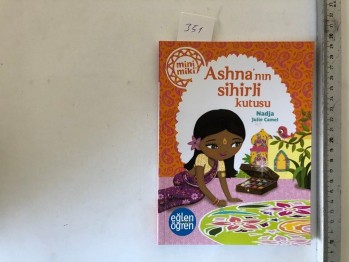 351
mini
miki
Ashna'nın
sihirli
kutusu
Nadja
Julie Camel
eğlen
öğren